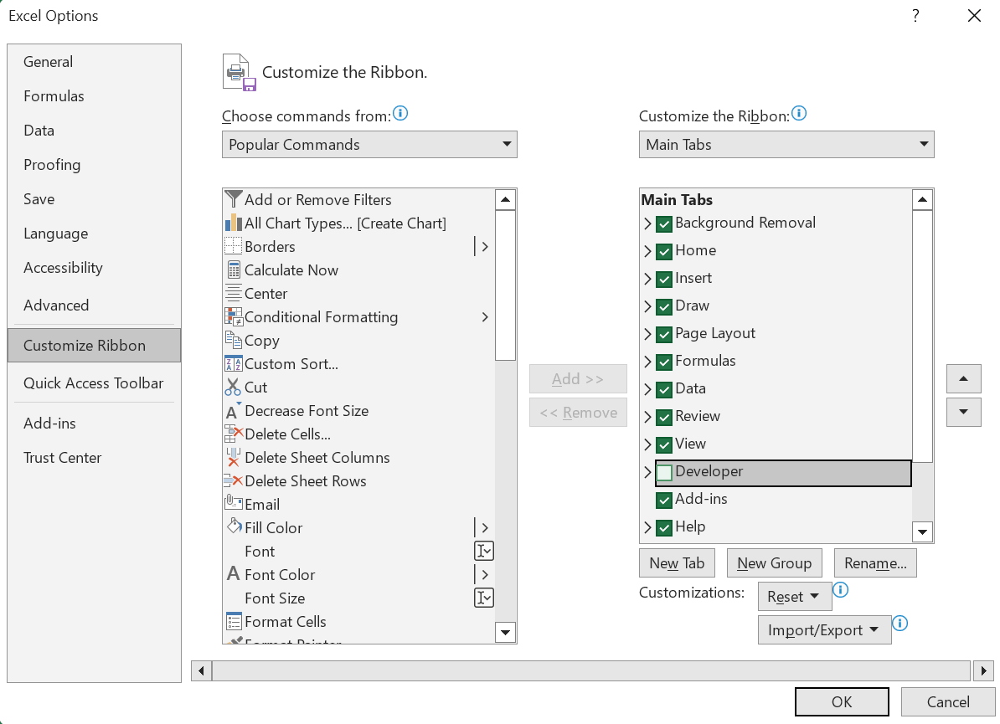 Excel Options
?
General
Formulas
Data
Proofing
Save
Language
Accessibility
Advanced
Customize Ribbon
Quick Access Toolbar
Add-ins
Trust Center
Customize the Ribbon.
Choose commands from:
Popular Commands
Add or Remove Filters
All Chart Types... [Create Chart]
Borders
Calculate Now
Center
Conditional Formatting
Copy
Custom Sort...
Cut
Decrease Font Size
Delete Cells...
Delete Sheet Columns
Delete Sheet Rows
Email
Fill Color
Font
Font Color
Font Size
Format Cells
Format Painter
Add >>
<< Remove
Customize the Ribbon:
Main Tabs
Main Tabs
Background Removal
Home
Insert
Draw
Page Layout
Formulas
Data
Review
View
Developer
Add-ins
Help
New Tab
New Group
Rename...
Customizations:
Reset
Import/Export
OK
Cancel